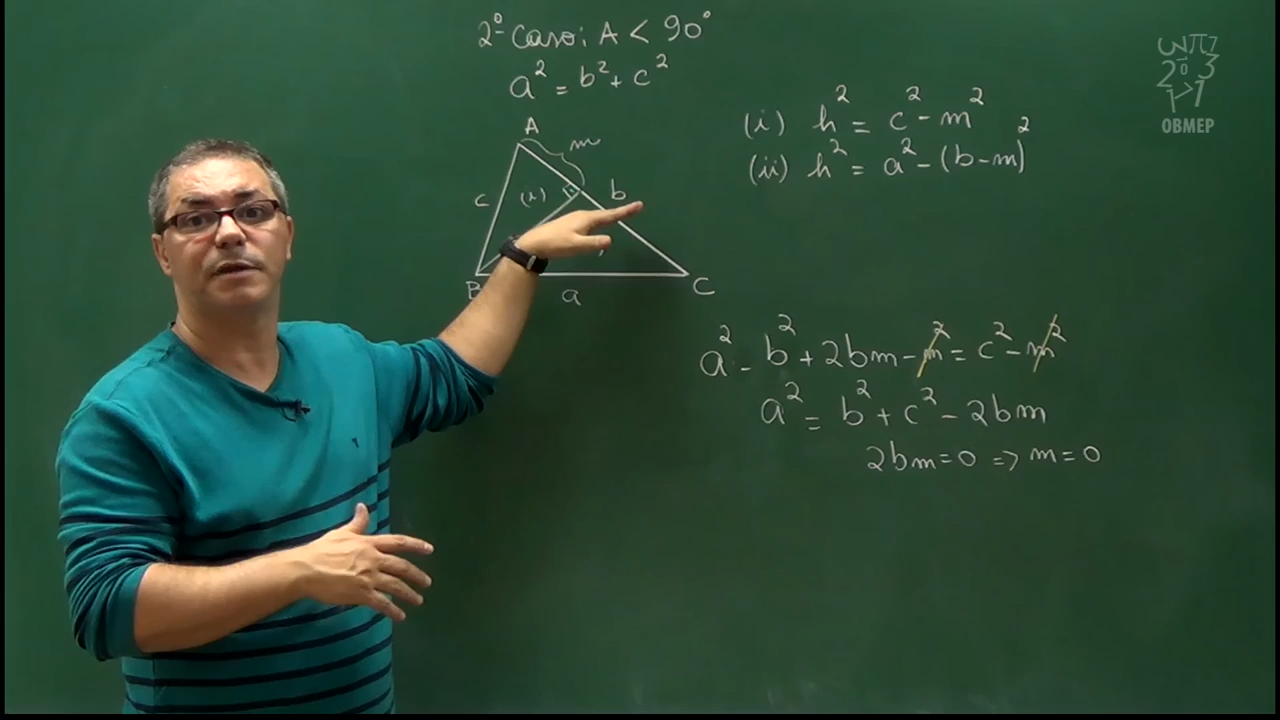 2º Caso: A < 90°
a² = b² + c²
A
m
c
(i)
b
B
a
C
(i) h² = c² - m²
(ii) h² = a² - (b - m)²
a² - b² + 2bm - m² = c² - m²
a² = b² + c² - 2bm
2bm = 0 => m = 0
OBMEP